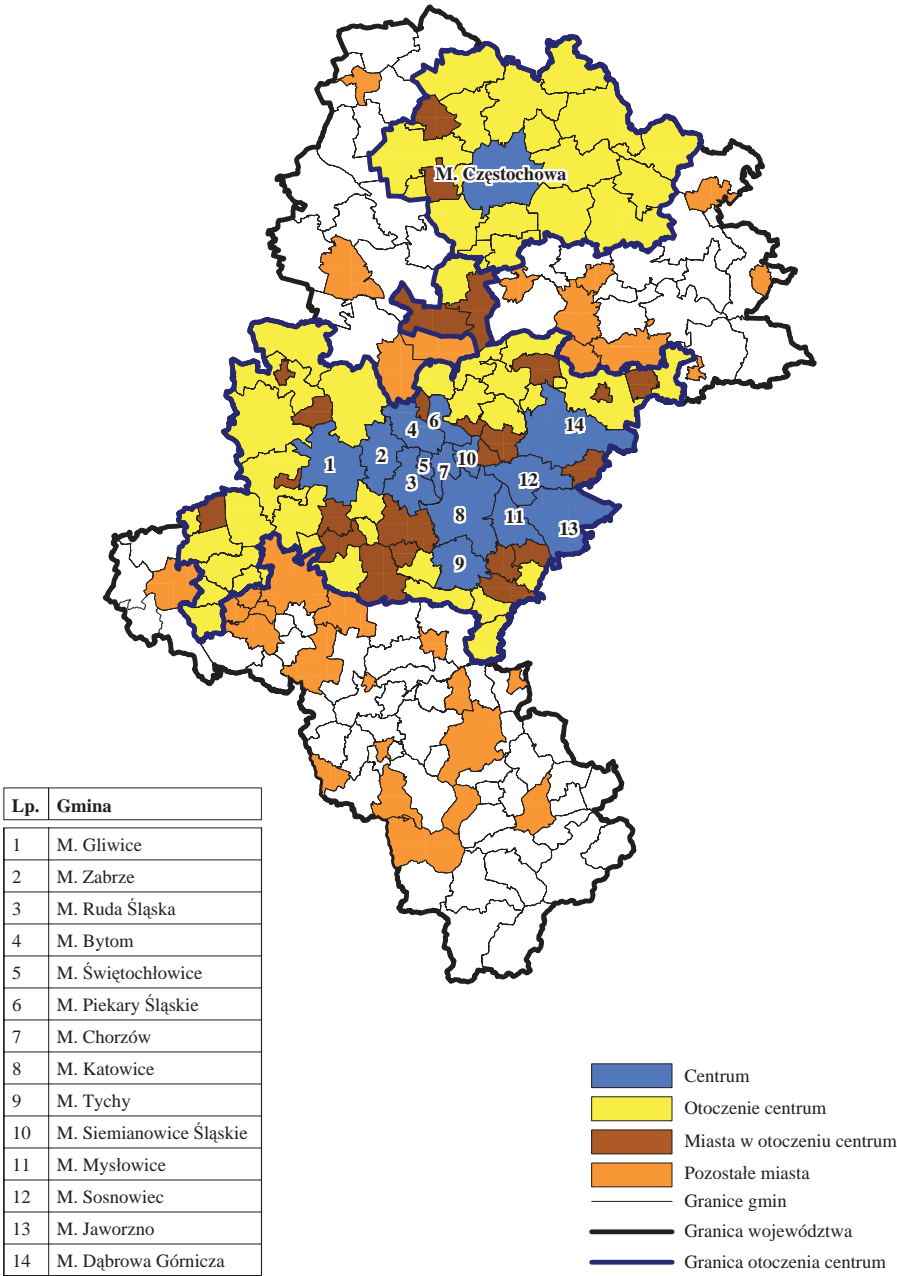 M. Częstochowa
14
6
4
10
2
5
1
7
3
12
8
11
13
9
Lp. Gmina
1 M. Gliwice
2 M. Zabrze
3 M. Ruda Śląska
4 M. Bytom
5 M. Świętochłowice
6 M. Piekary Śląskie
7 M. Chorzów
8 M. Katowice
9 M. Tychy
10 M. Siemianowice Śląskie
11 M. Mysłowice
12 M. Sosnowiec
13 M. Jaworzno
14 M. Dąbrowa Górnicza
Centrum
Otoczenie centrum
Miasta w otoczeniu centrum
Pozostałe miasta
Granice gmin
Granica województwa
Granica otoczenia centrum